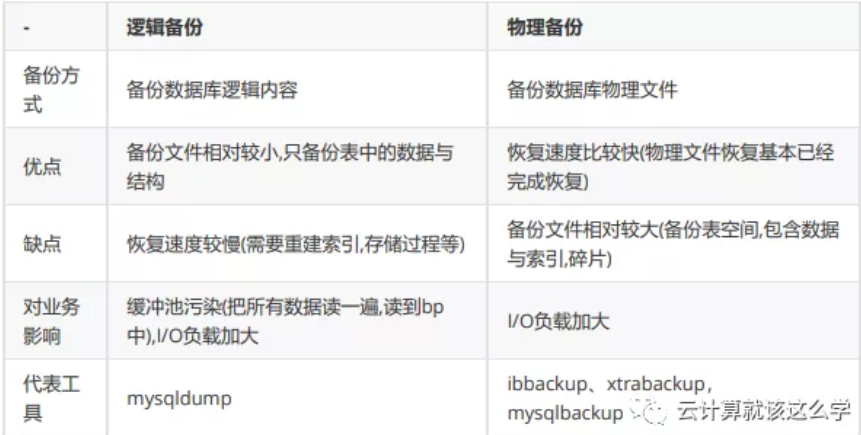 -
逻辑备份
物理备份
备份方
式
备份数据库逻辑内容
备份数据库物理文件
优点
备份文件相对较小,只备份表中的数据与
结构
恢复速度比较快(物理文件恢复基本已经
完成恢复)
缺点
恢复速度较慢(需要重建索引,存储过程等)
备份文件相对较大(备份表空间,包含数据
与索引,碎片)
对业务
影响
缓冲池污染(把所有数据读一遍,读到bp
中),I/O负载加大
I/O负载加大
代表工
具
mysqldump
ibbackup、xtrabackup,
mysqlbackup
云计算就该这么学